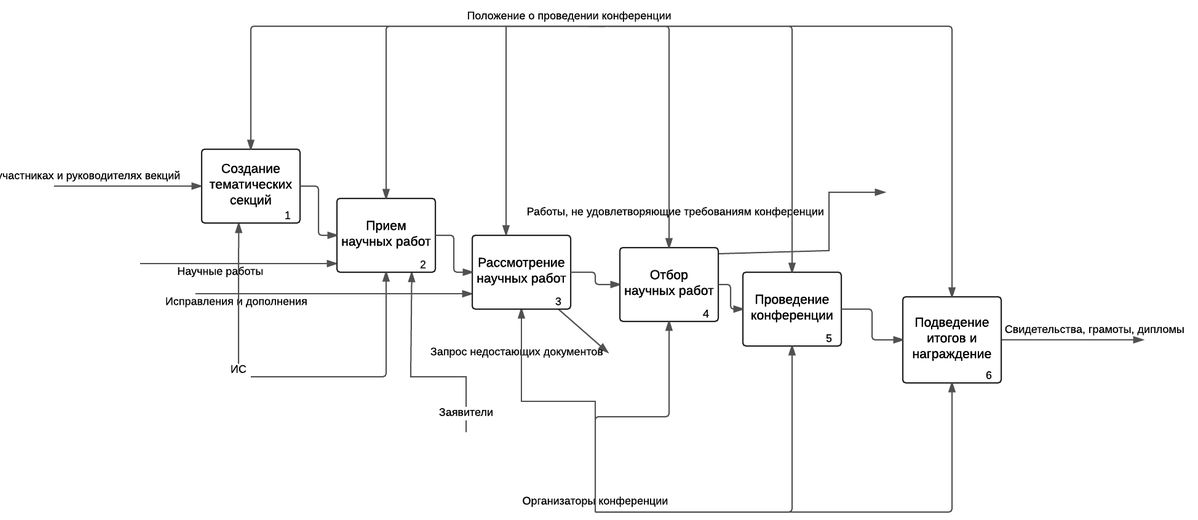 Положение о проведении конференции
участниках и руководителях векций
Создание
тематических
секций
1
Прием
научных работ
2
Научные работы
Исправления и дополнения
Рассмотрение
научных работ
3
Работы, не удовлетворяющие требованиям конференции
Отбор
научных работ
4
Проведение
конференции
5
Подведение
итогов и
награждение
6
Свидетельства, грамоты, дипломы
Запрос недостающих документов
ИС
Заявители
Организаторы конференции